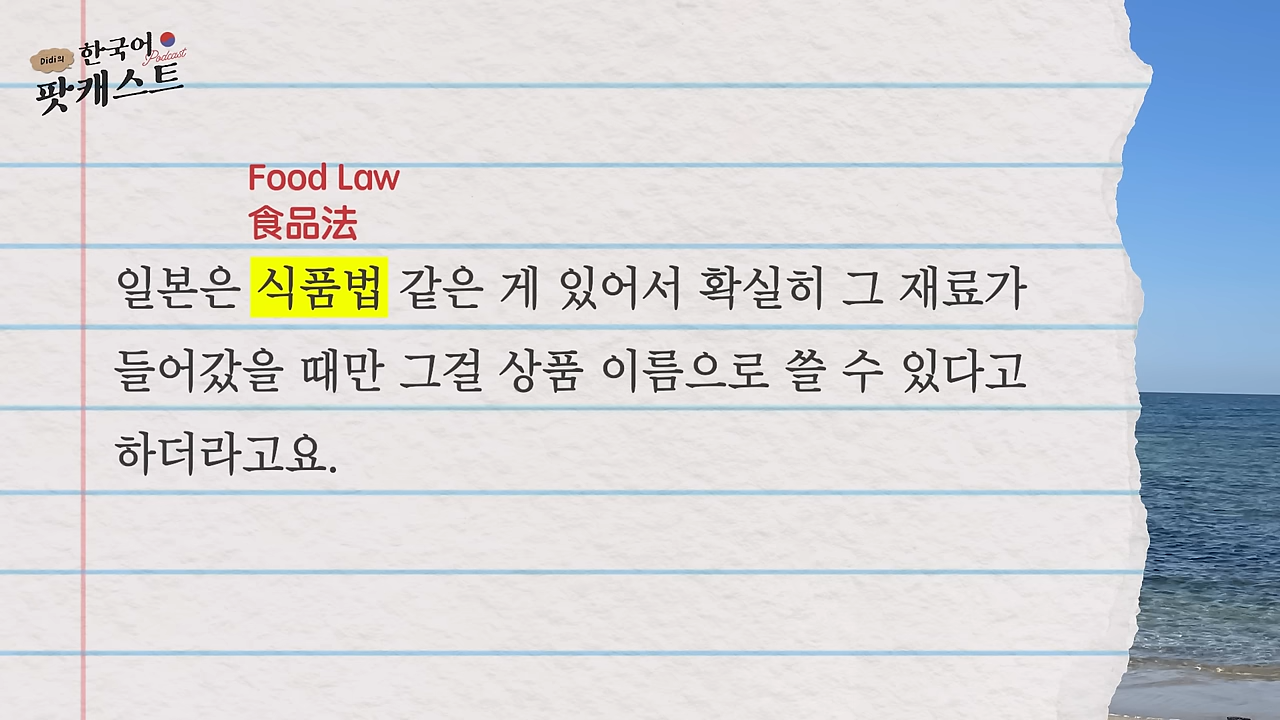 Didi의 한국어
Podcast
팟캐스트
Food Law
食品法
일본은 식품법 같은 게 있어서 확실히 그 재료가
들어갔을 때만 그걸 상품 이름으로 쓸 수 있다고
하더라고요.